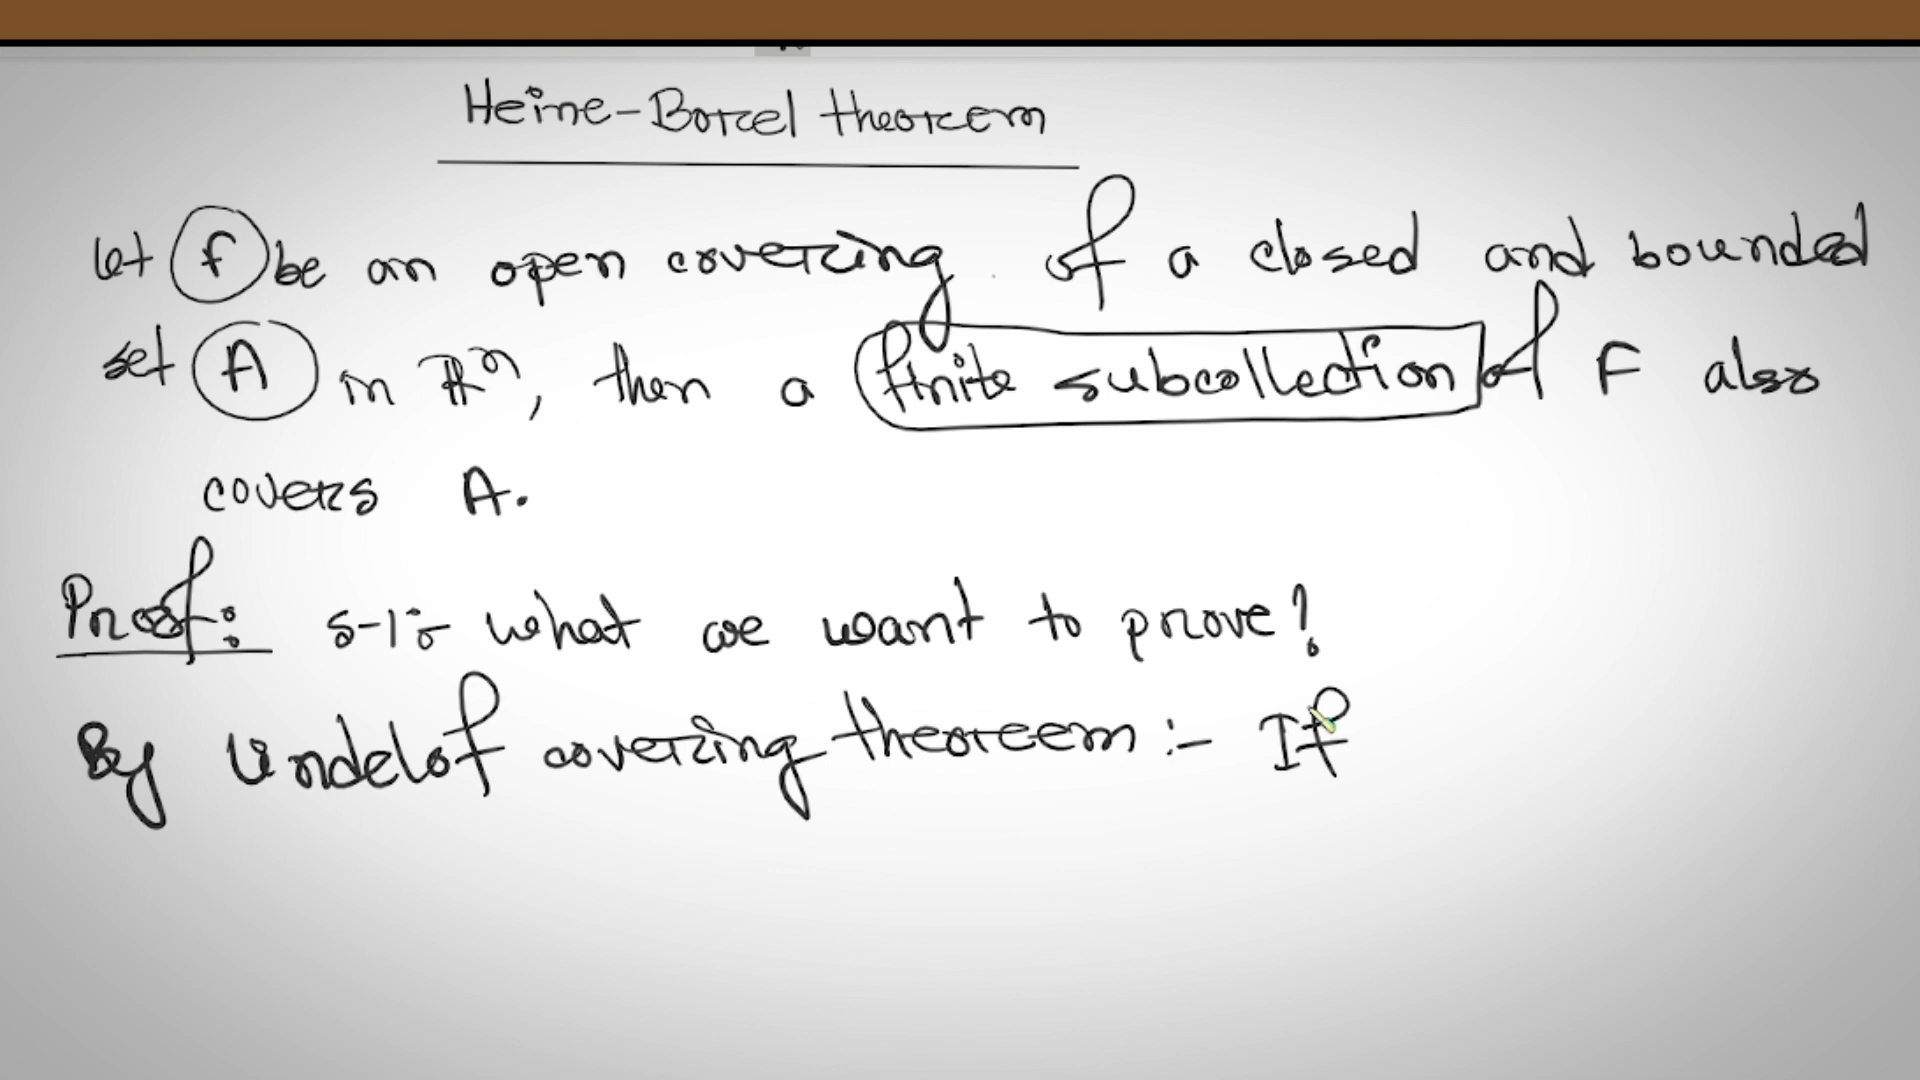 Heine-Borel theorem
let F be an open covering of a closed and bounded
set A in ℝⁿ, then a finite subcollection of F also
covers A.
Proof: S-1:- what we want to prove?
By Lindelof covering theorem :- If